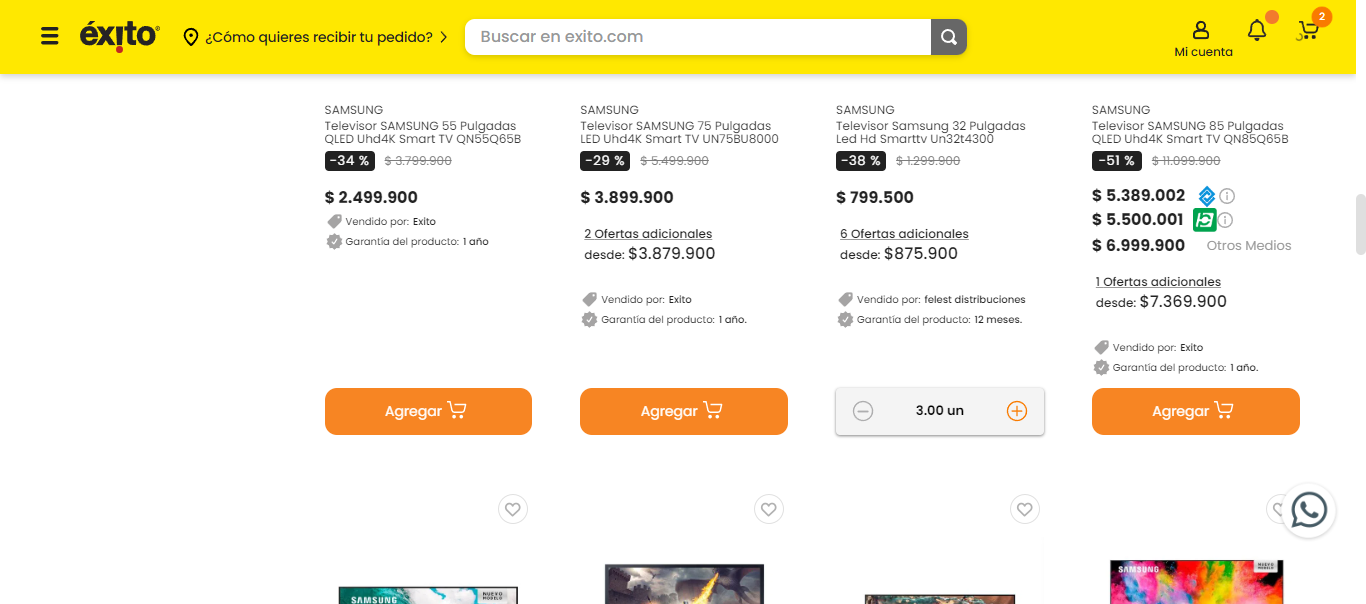 éxito
¿Cómo quieres recibir tu pedido?
Buscar en exito.com
Mi cuenta
2
SAMSUNG
Televisor SAMSUNG 55 Pulgadas
QLED Uhd4K Smart TV QN55Q65B
-34 % $ 3.799.900
$ 2.499.900
Vendido por: Exito
Garantía del producto: 1 año
Agregar
SAMSUNG
Televisor SAMSUNG 75 Pulgadas
LED Uhd4K Smart TV UN75BU8000
-29 % $ 5.499.900
$ 3.899.900
2 Ofertas adicionales
desde: $3.879.900
Vendido por: Exito
Garantía del producto: 1 año.
Agregar
SAMSUNG
Televisor Samsung 32 Pulgadas
Led Hd Smarttv Un32t4300
-38 % $ 1.299.900
$ 799.500
6 Ofertas adicionales
desde: $875.900
Vendido por: felest distribuciones
Garantía del producto: 12 meses.
3.00 un
SAMSUNG
Televisor SAMSUNG 85 Pulgadas
QLED Uhd4K Smart TV QN85Q65B
-51 % $ 11.099.900
$ 5.389.002
$ 5.500.001
$ 6.999.900 Otros Medios
1 Ofertas adicionales
desde: $7.369.900
Vendido por: Exito
Garantía del producto: 1 año.
Agregar
SAMSUNG
NUEVO
MODELO
SAMSUNG
NUEVO
MODELO